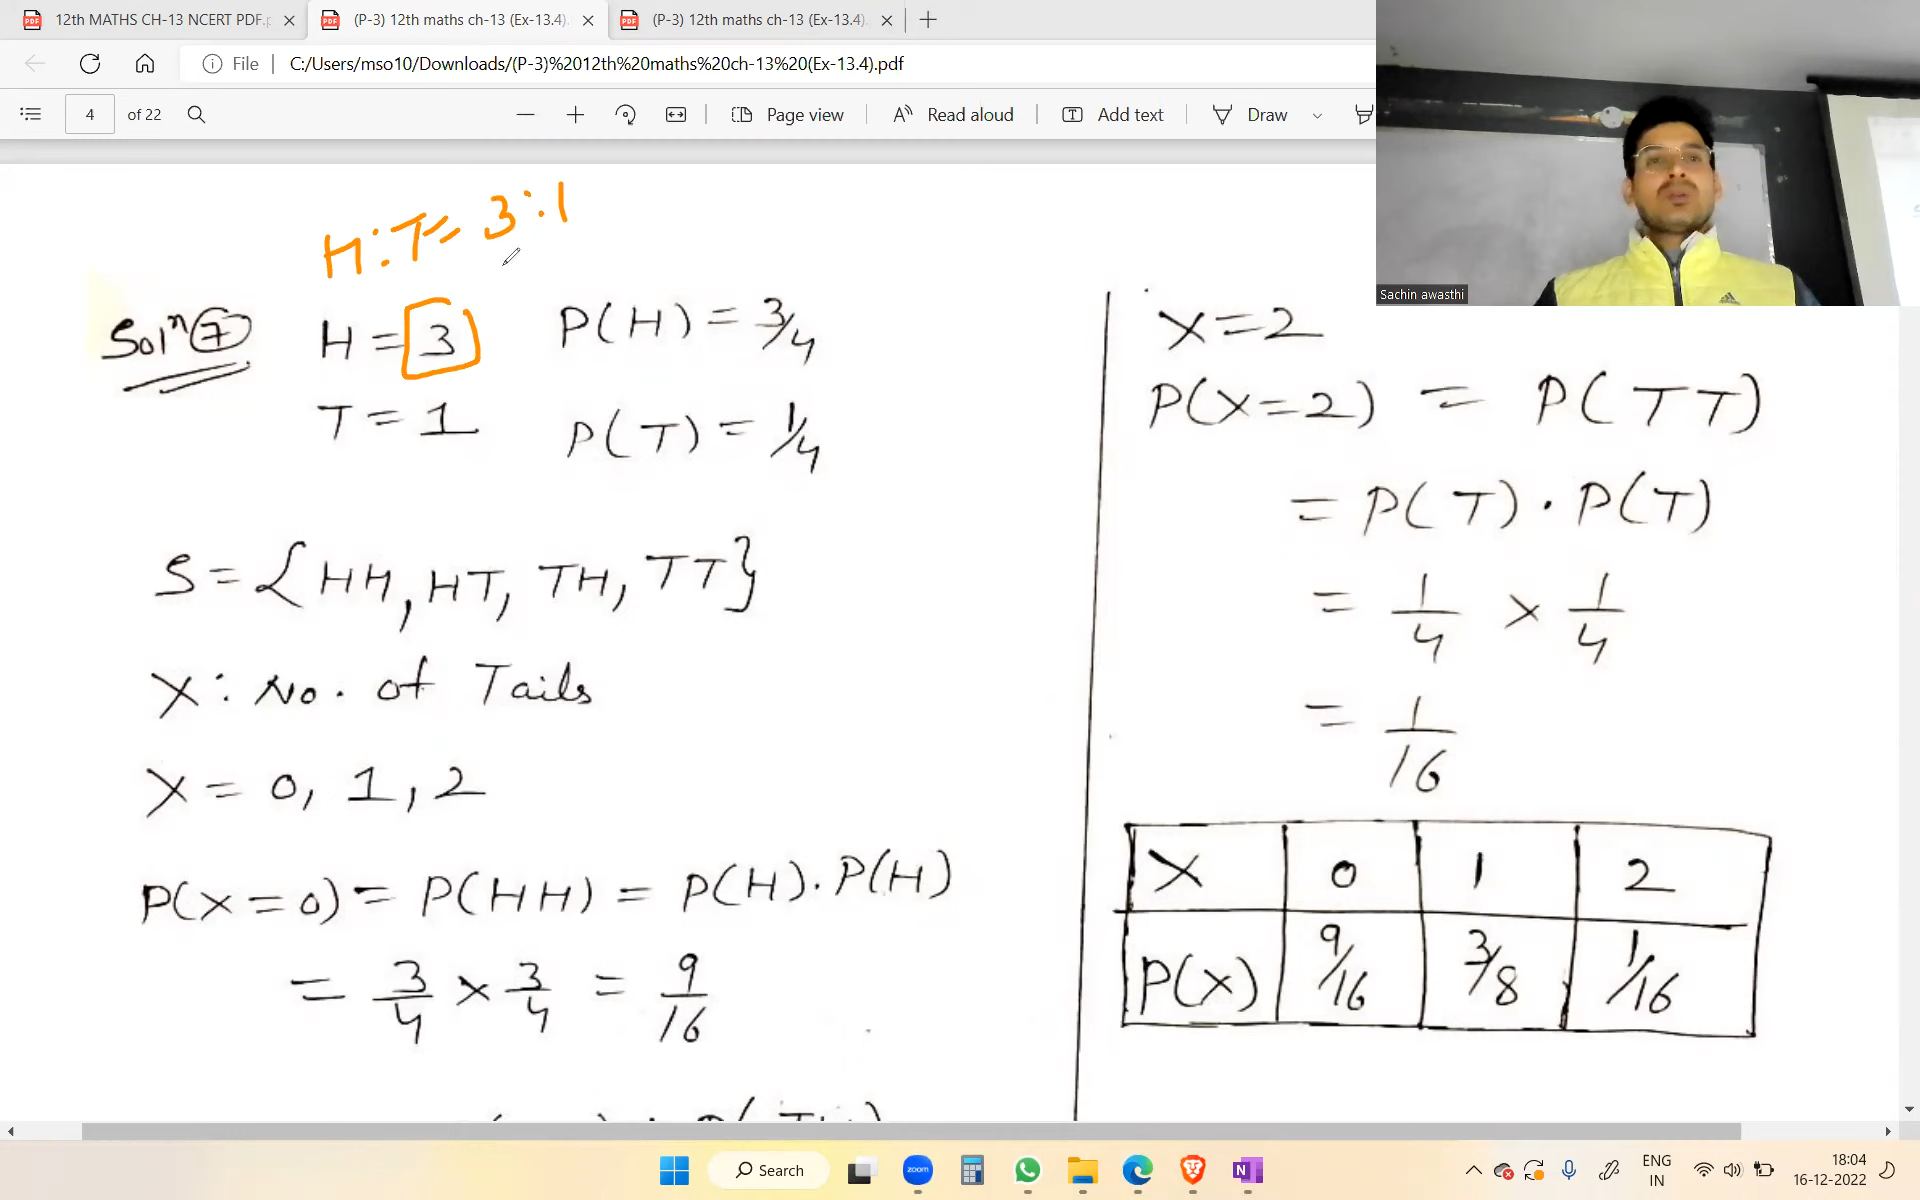 12th MATHS CH-13 NCERT PDF.p
(P-3) 12th maths ch-13 (Ex-13.4).
(P-3) 12th maths ch-13 (Ex-13.4).
File
C:/Users/mso10/Downloads/(P-3)%2012th%20maths%20ch-13%20(Ex-13.4).pdf
4 of 22
Page view
Read aloud
Add text
Draw
Sachin awasthi
H:T= 3:1
Solⁿ 7
H = 3 P(H) = 3/4
T = 1 P(T) = 1/4
S = {HH, HT, TH, TT}
X : No. of Tails
X = 0, 1, 2
P(X=0) = P(HH) = P(H).P(H)
= 3/4 × 3/4 = 9/16
X=2
P(X=2) = P(TT)
= P(T) . P(T)
= 1/4 × 1/4
= 1/16
X 0 1 2
P(X) 9/16 3/8 1/16
Search
zoom
ENG
IN
18:04
16-12-2022